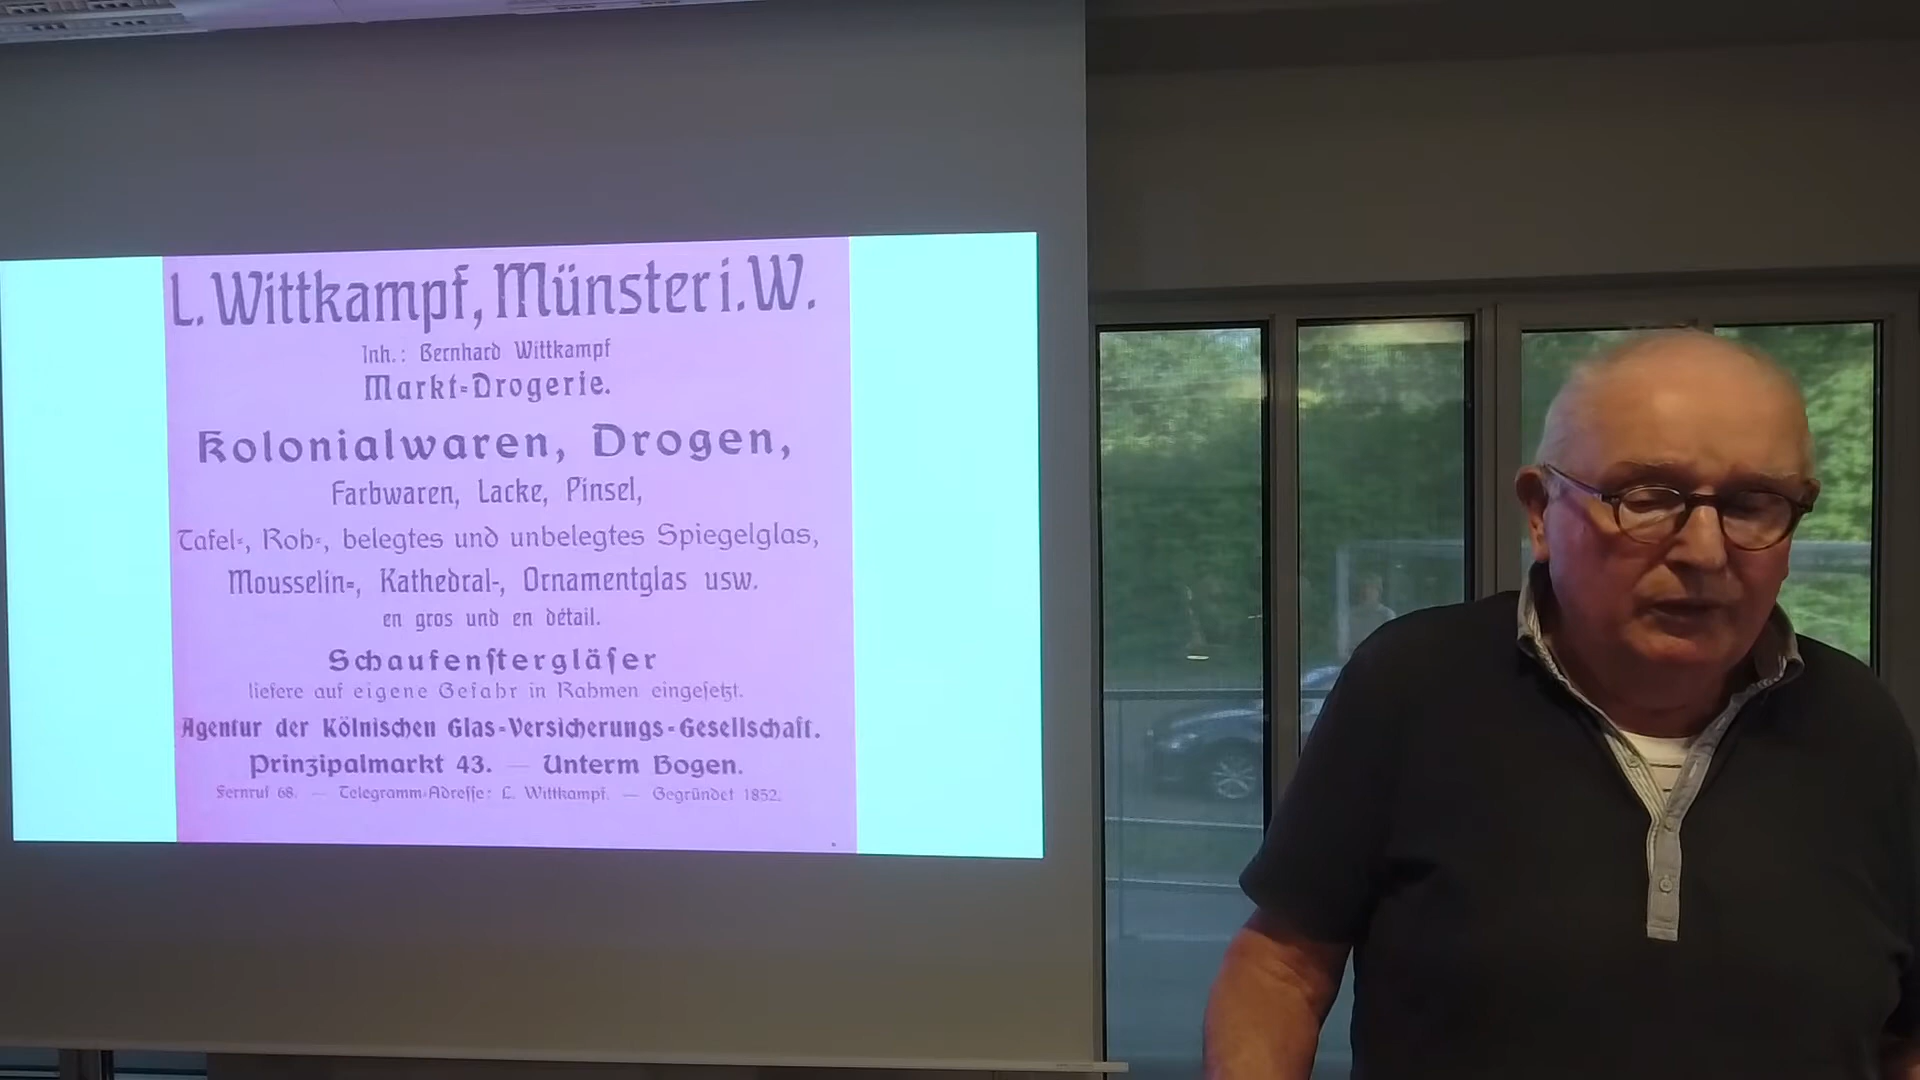 L. Wittkampf, Münster i. W.
Inh.: Bernhard Wittkampf
Markt-Drogerie.
Kolonialwaren, Drogen,
Farbwaren, Lacke, Pinsel,
Tafel-, Roh-, belegtes und unbelegtes Spiegelglas,
Mousselin-, Kathedral-, Ornamentglas usw.
en gros und en détail.
Schaufenſtergläſer
liefere auf eigene Gefahr in Rahmen eingeſetzt.
Agentur der Kölnischen Glas-Versicherungs-Gesellschaft.
Prinzipalmarkt 43. — Unterm Bogen.
Fernruf 68. — Telegramm-Adreſſe: L. Wittkampf. — Gegründet 1852.